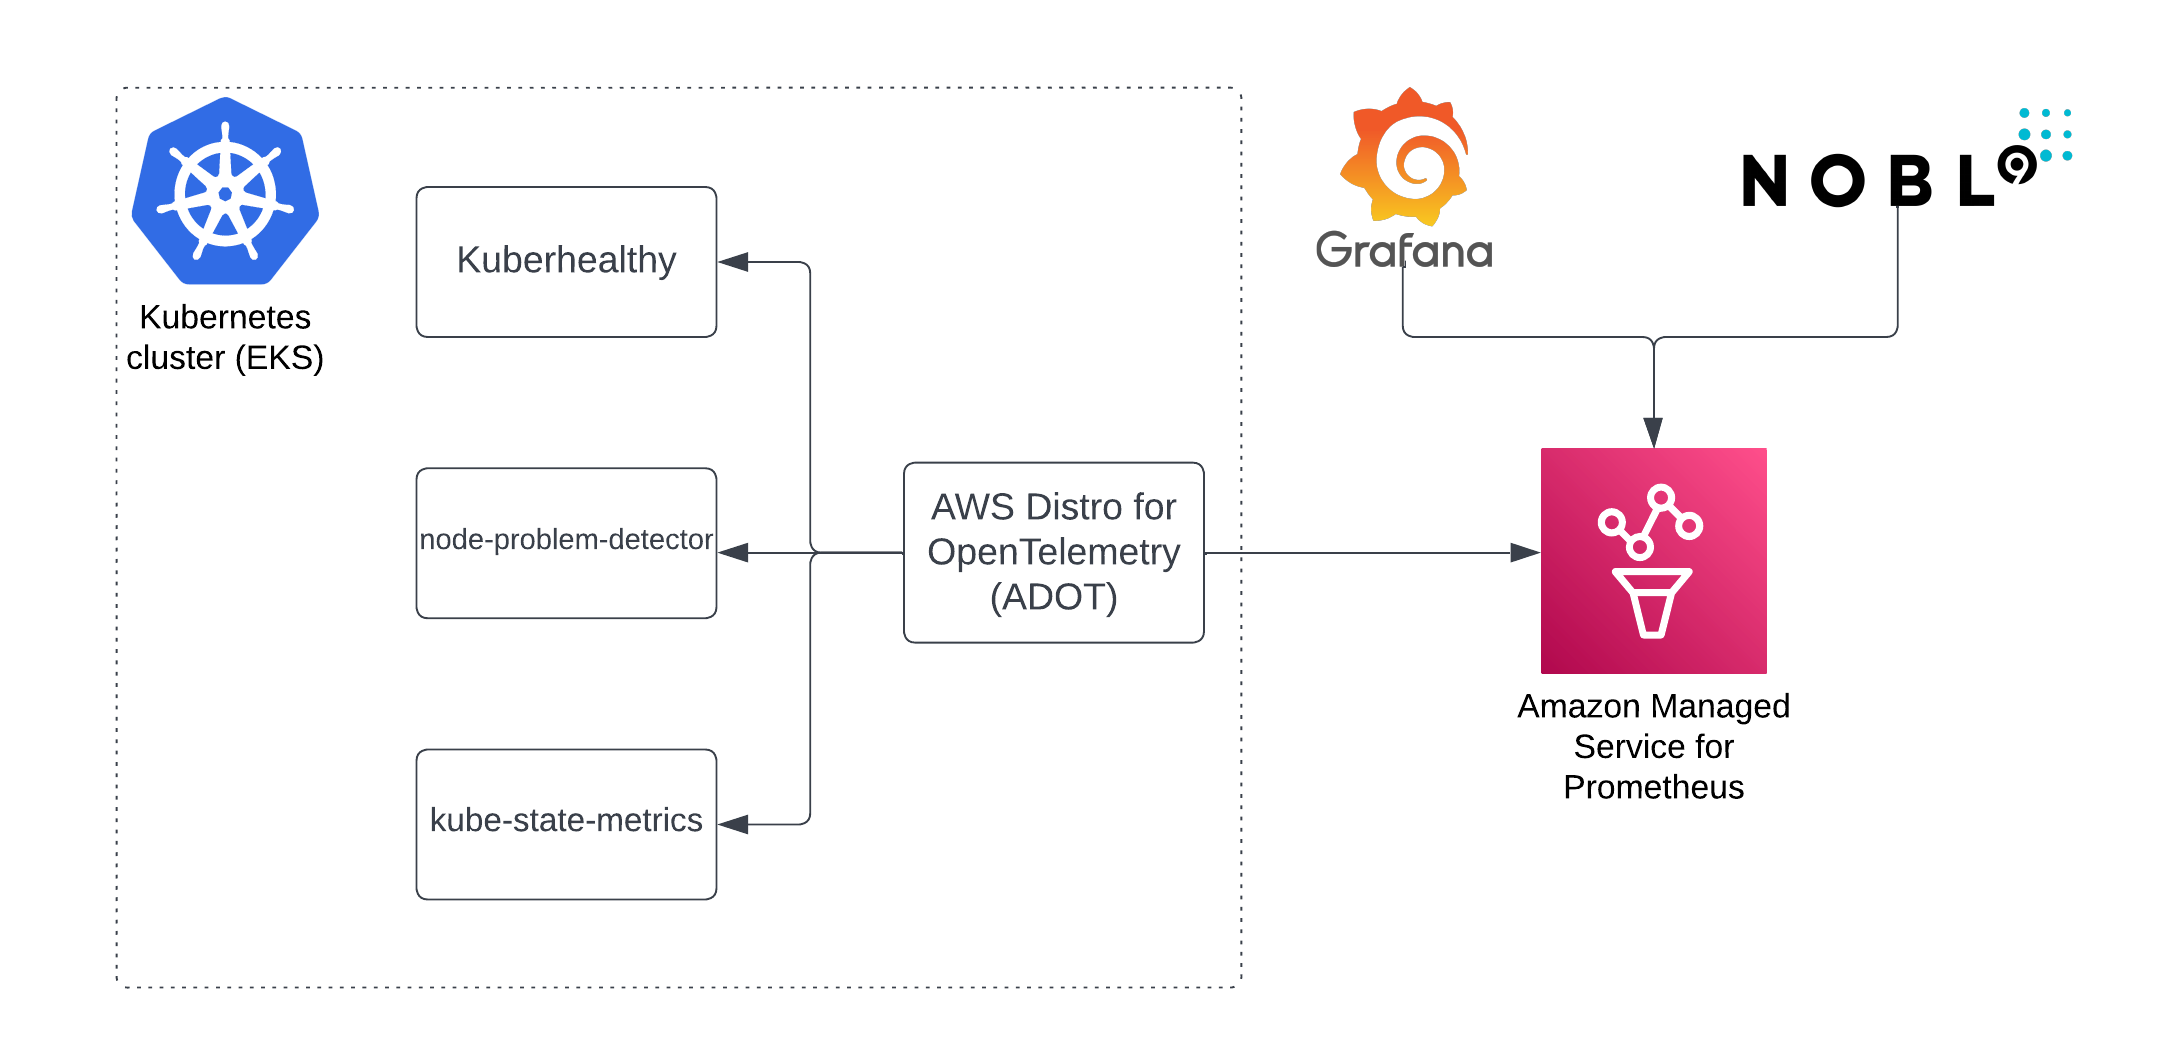 Kubernetes
cluster (EKS)
Kuberhealthy
node-problem-detector
kube-state-metrics
AWS Distro for
OpenTelemetry
(ADOT)
Grafana
NOBL9
Amazon Managed
Service for
Prometheus